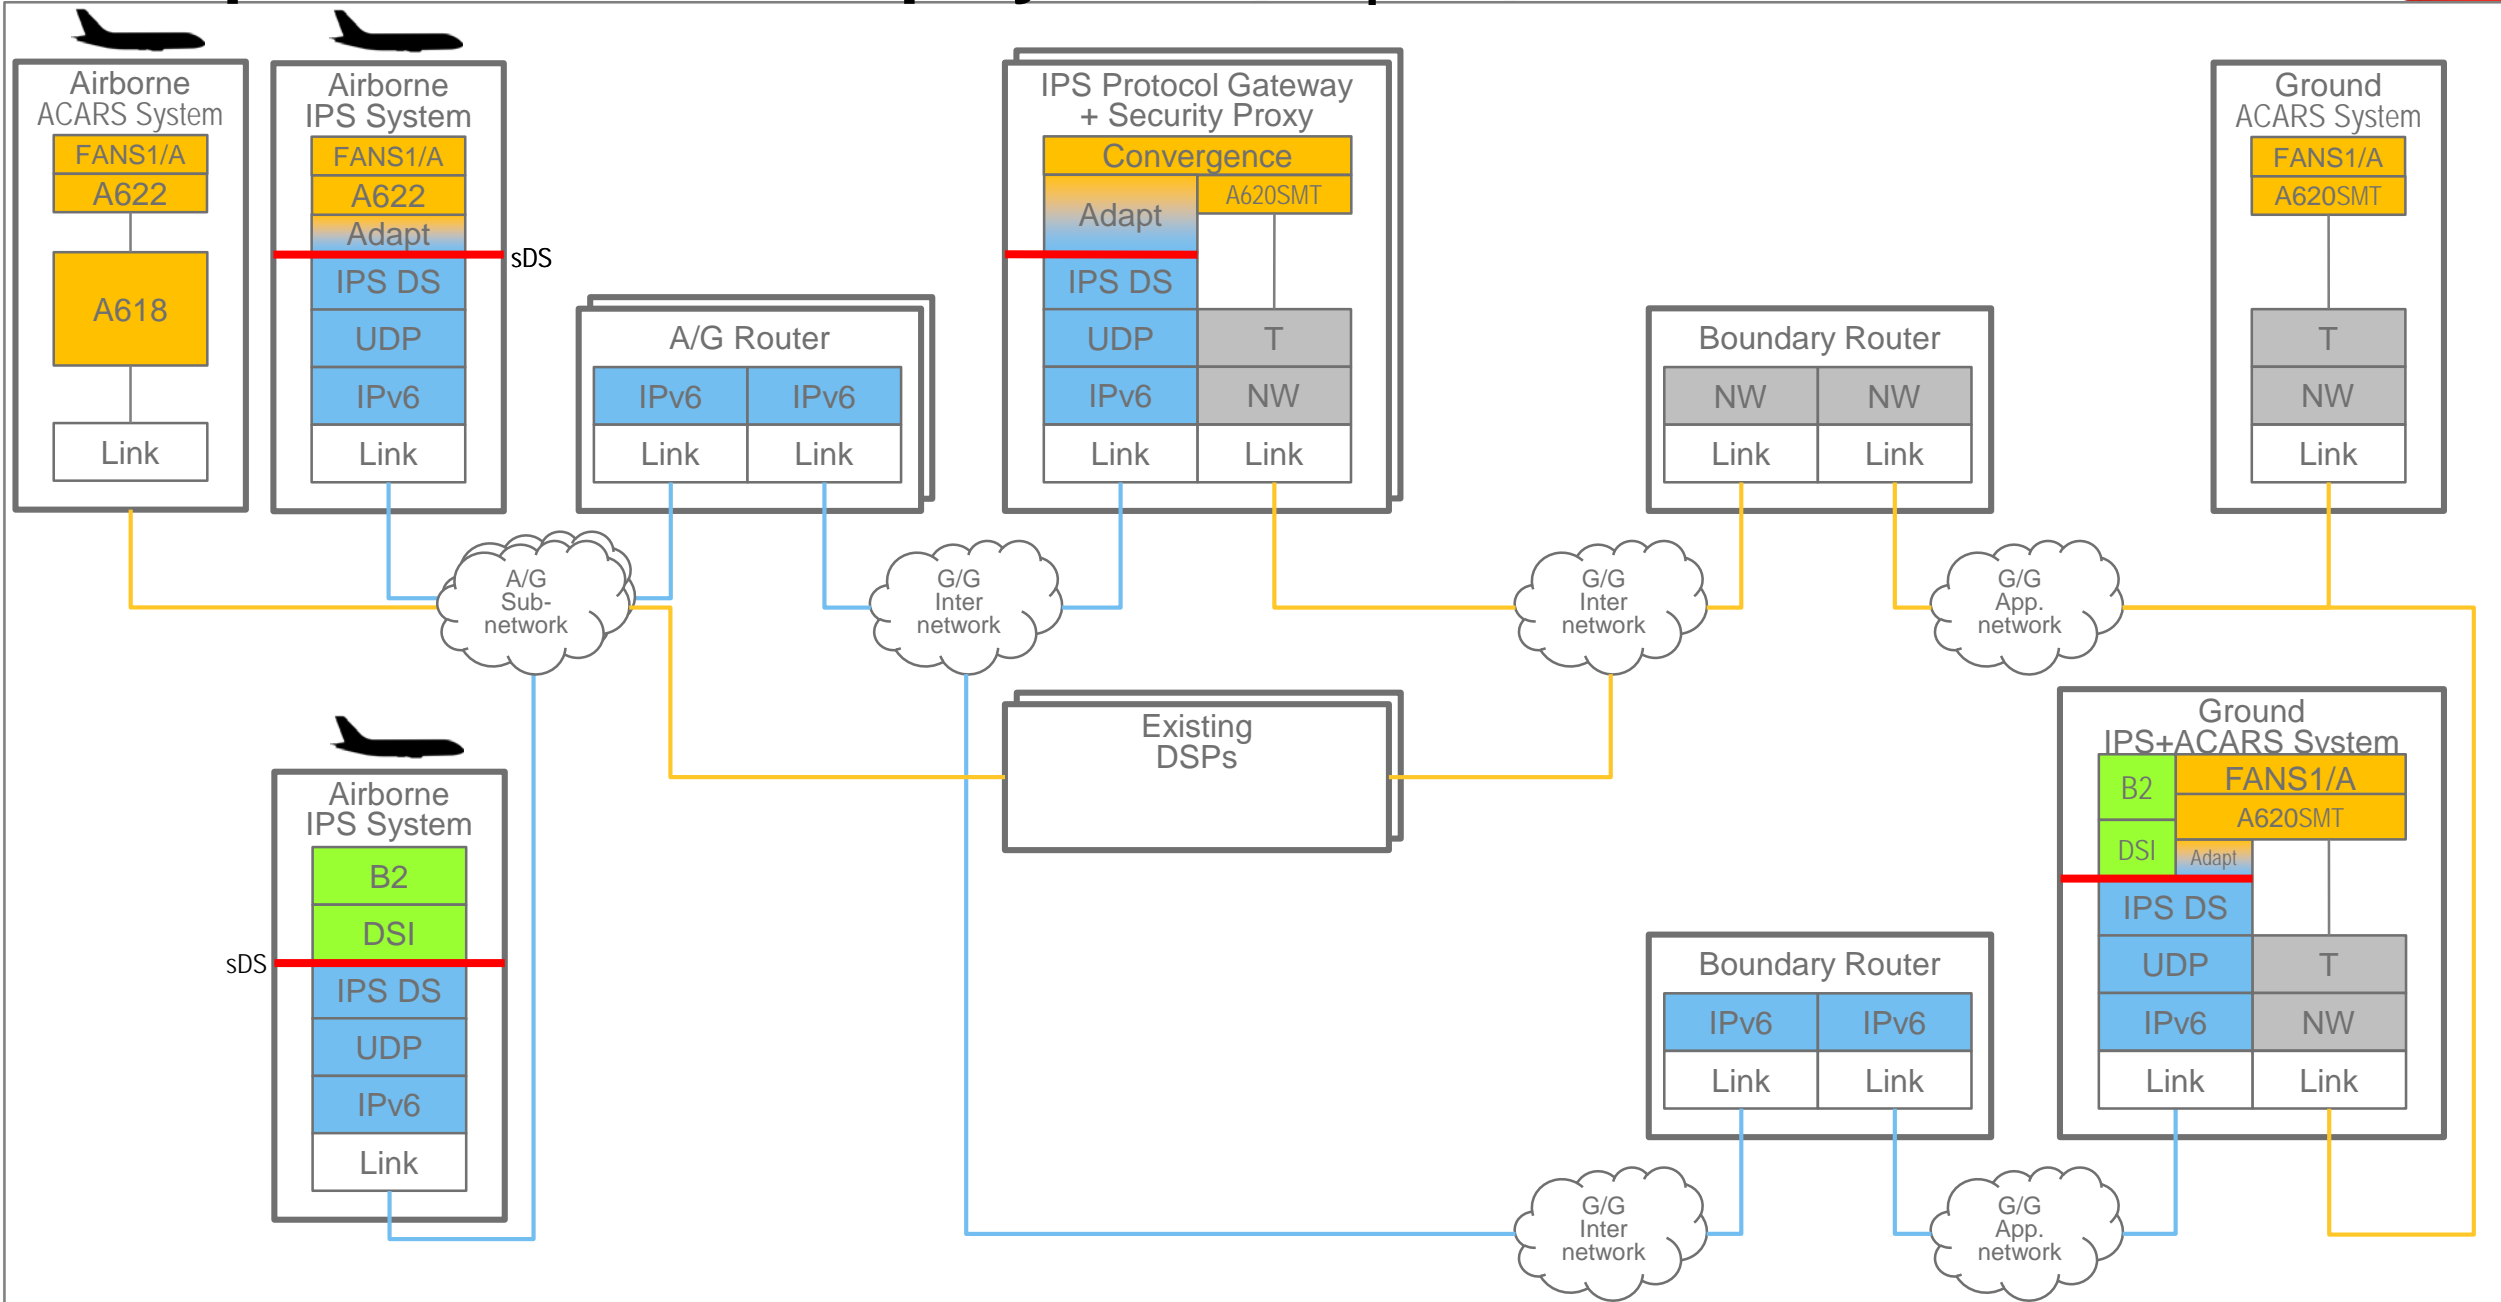 Airborne
ACARS System
FANS1/A
A622
A618
Link
Airborne
IPS System
FANS1/A
A622
Adapt
sDS
IPS DS
UDP
IPv6
Link
A/G Router
IPv6
IPv6
Link
Link
IPS Protocol Gateway
+ Security Proxy
Convergence
Adapt
A620SMT
IPS DS
UDP
T
IPv6
NW
Link
Link
Boundary Router
NW
NW
Link
Link
Ground
ACARS System
FANS1/A
A620SMT
T
NW
Link
A/G
Sub-
network
G/G
Inter
network
G/G
Inter
network
G/G
App.
network
Existing
DSPs
Airborne
IPS System
B2
DSI
sDS
IPS DS
UDP
IPv6
Link
Boundary Router
IPv6
IPv6
Link
Link
Ground
IPS+ACARS System
B2
FANS1/A
A620SMT
DSI
Adapt
IPS DS
UDP
T
IPv6
NW
Link
Link
G/G
Inter
network
G/G
App.
network